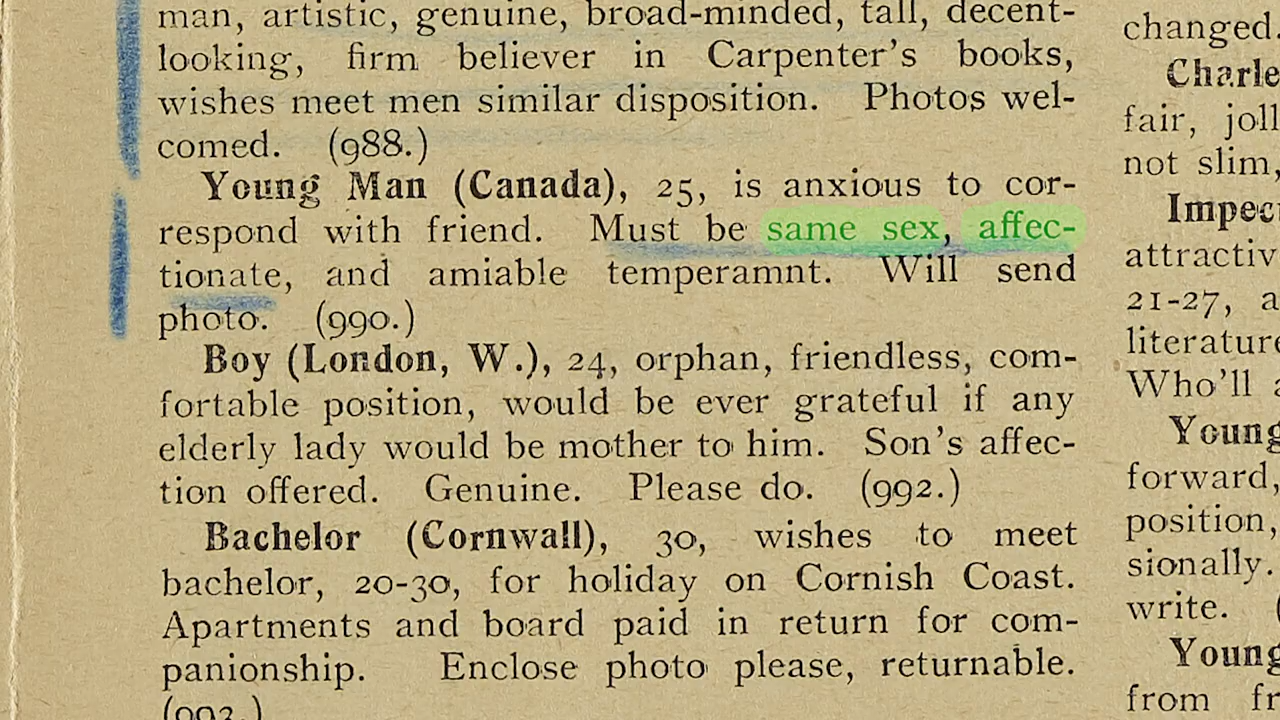 man, artistic, genuine, broad-minded, tall, decent-
looking, firm believer in Carpenter's books,
wishes meet men similar disposition. Photos wel-
comed. (988.)
Young Man (Canada), 25, is anxious to cor-
respond with friend. Must be same sex, affec-
tionate, and amiable temperamnt. Will send
photo. (990.)
Boy (London, W.), 24, orphan, friendless, com-
fortable position, would be ever grateful if any
elderly lady would be mother to him. Son's affec-
tion offered. Genuine. Please do. (992.)
Bachelor (Cornwall), 30, wishes to meet
bachelor, 20-30, for holiday on Cornish Coast.
Apartments and board paid in return for com-
panionship. Enclose photo please, returnable.
(993.)
changed.
fair,
not slim,
21-27, a
Who'll
Young
forward,
position,
sionally.
write.
Young
from